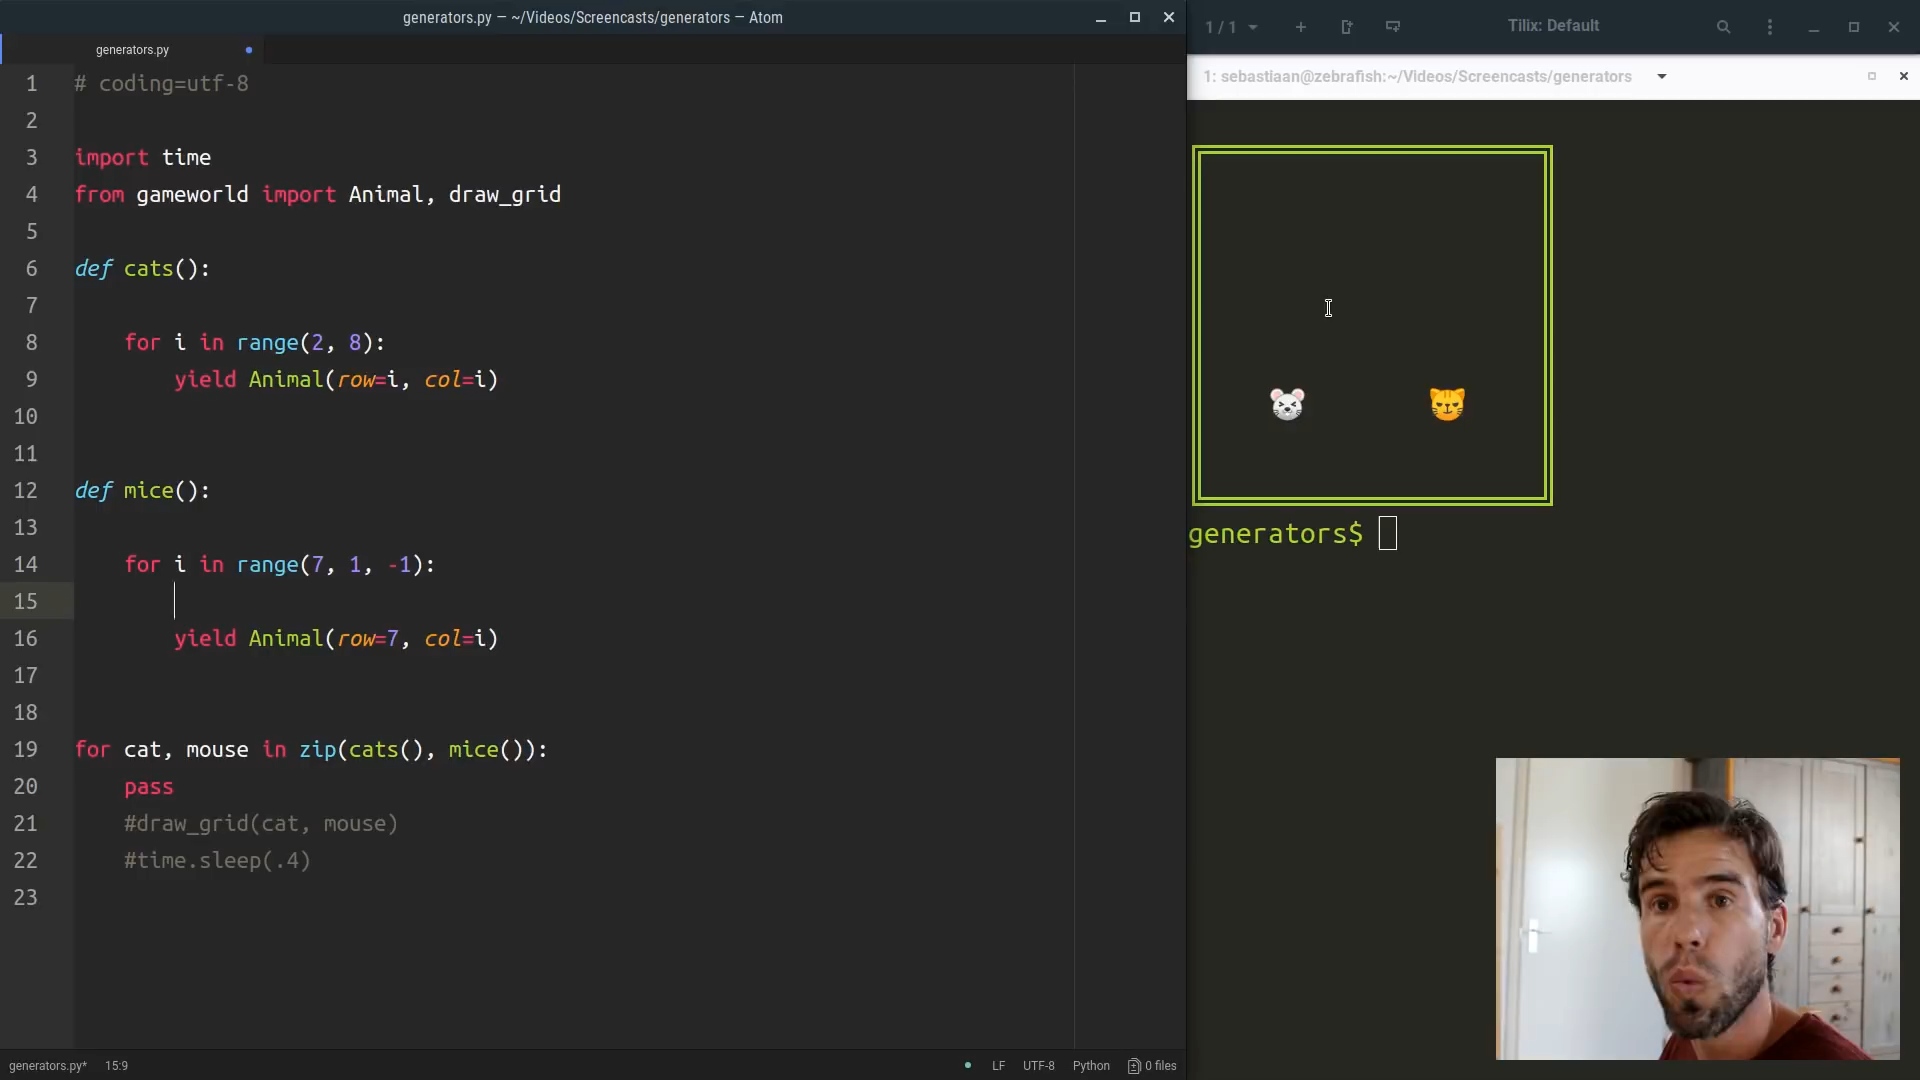 generators.py — ~/Videos/Screencasts/generators — Atom
generators.py
1 # coding=utf-8
2
3 import time
4 from gameworld import Animal, draw_grid
5
6 def cats():
7
8     for i in range(2, 8):
9         yield Animal(row=i, col=i)
10
11
12 def mice():
13
14     for i in range(7, 1, -1):
15
16         yield Animal(row=7, col=i)
17
18
19 for cat, mouse in zip(cats(), mice()):
20     pass
21     #draw_grid(cat, mouse)
22     #time.sleep(.4)
23
generators.py* 15:9
LF UTF-8 Python 0 files
1 / 1
Tilix: Default
1: sebastiaan@zebrafish:~/Videos/Screencasts/generators
generators$